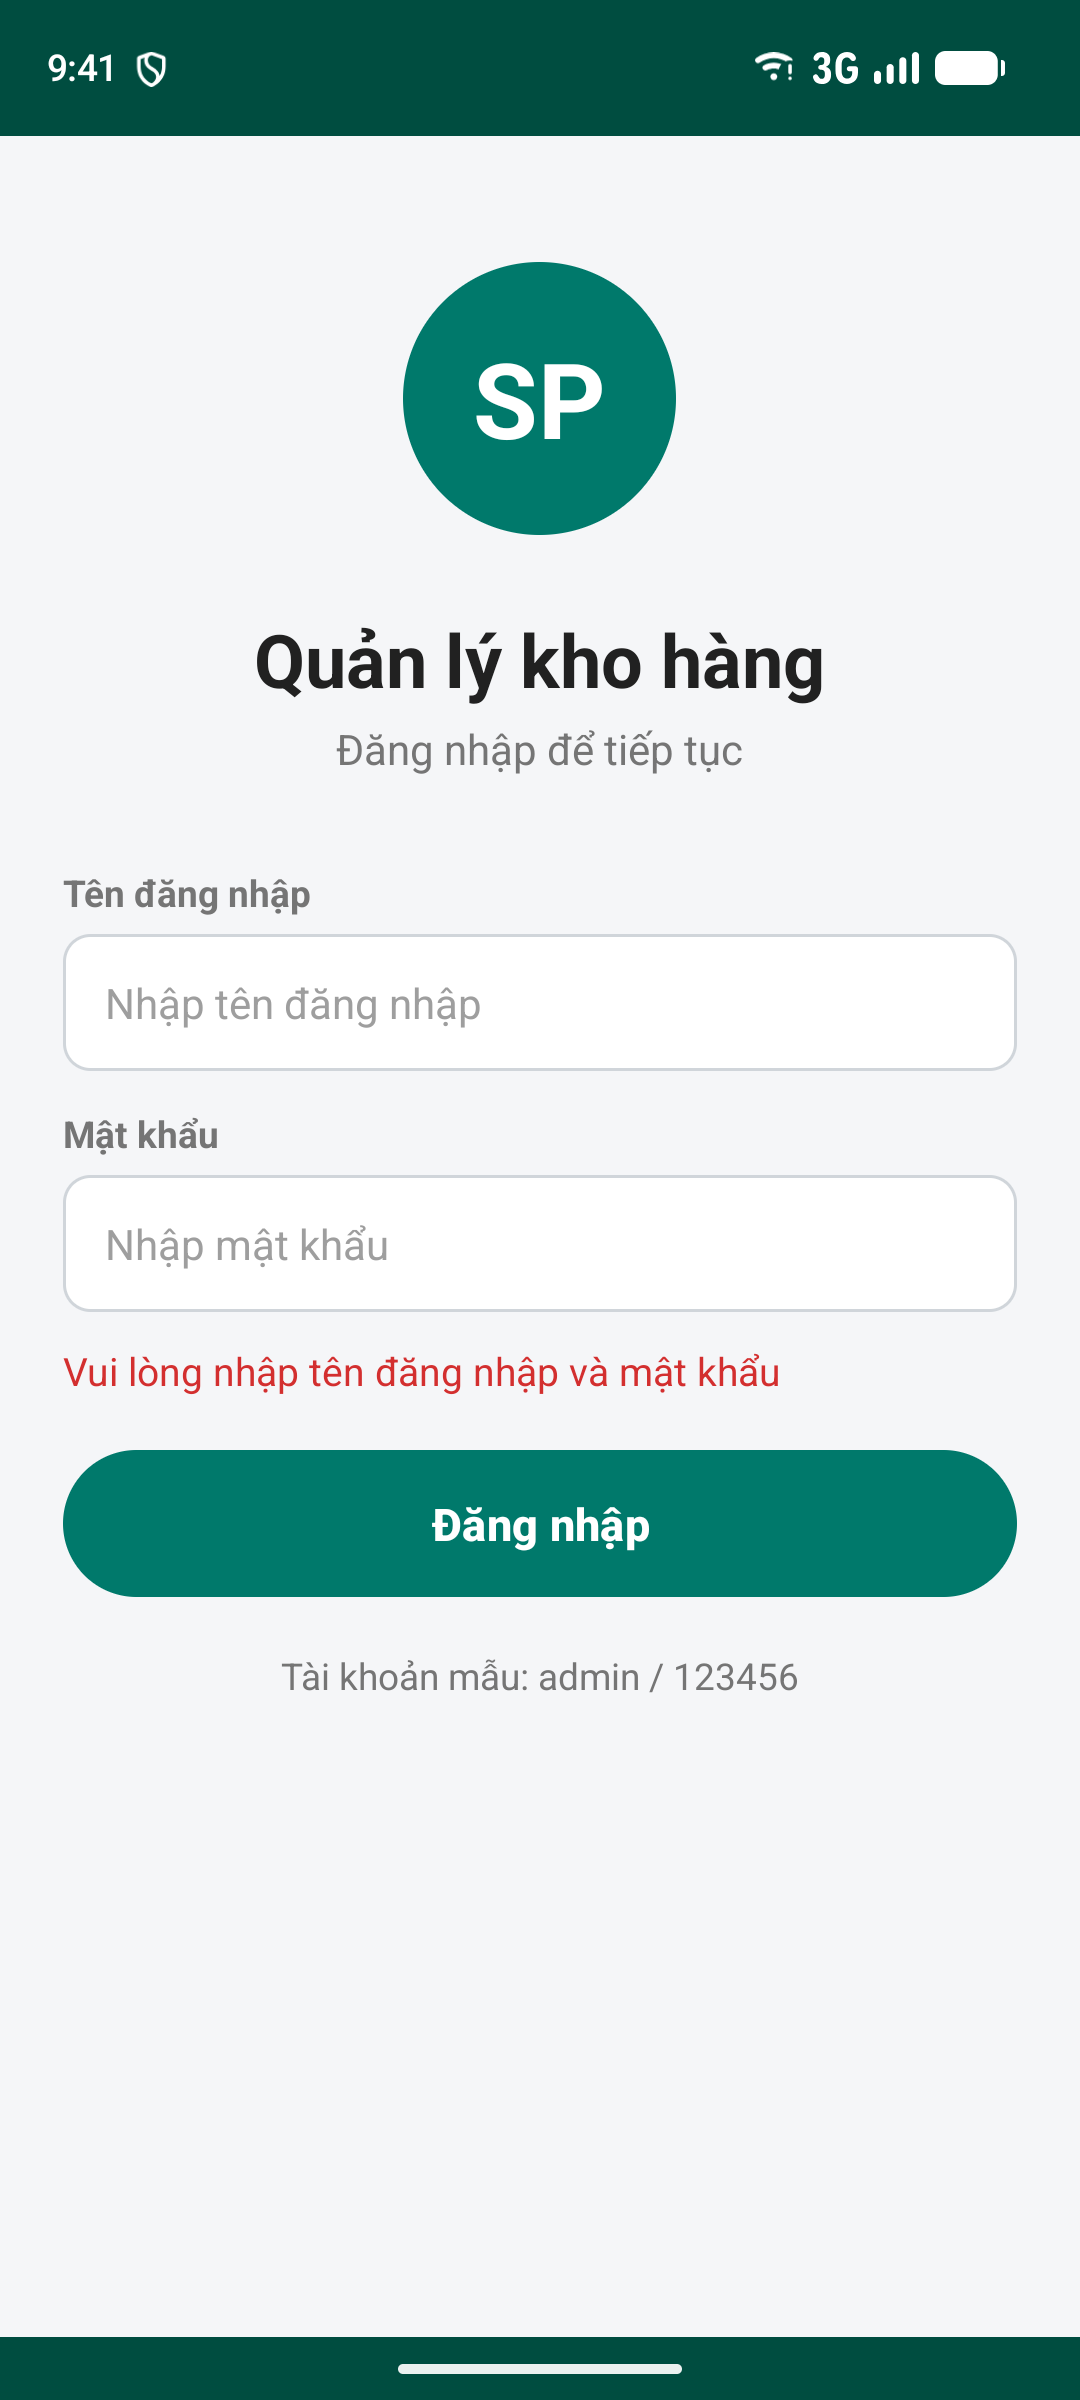 9:41
3G
SP
Quản lý kho hàng
Đăng nhập để tiếp tục
Tên đăng nhập
Nhập tên đăng nhập
Mật khẩu
Nhập mật khẩu
Vui lòng nhập tên đăng nhập và mật khẩu
Đăng nhập
Tài khoản mẫu: admin / 123456